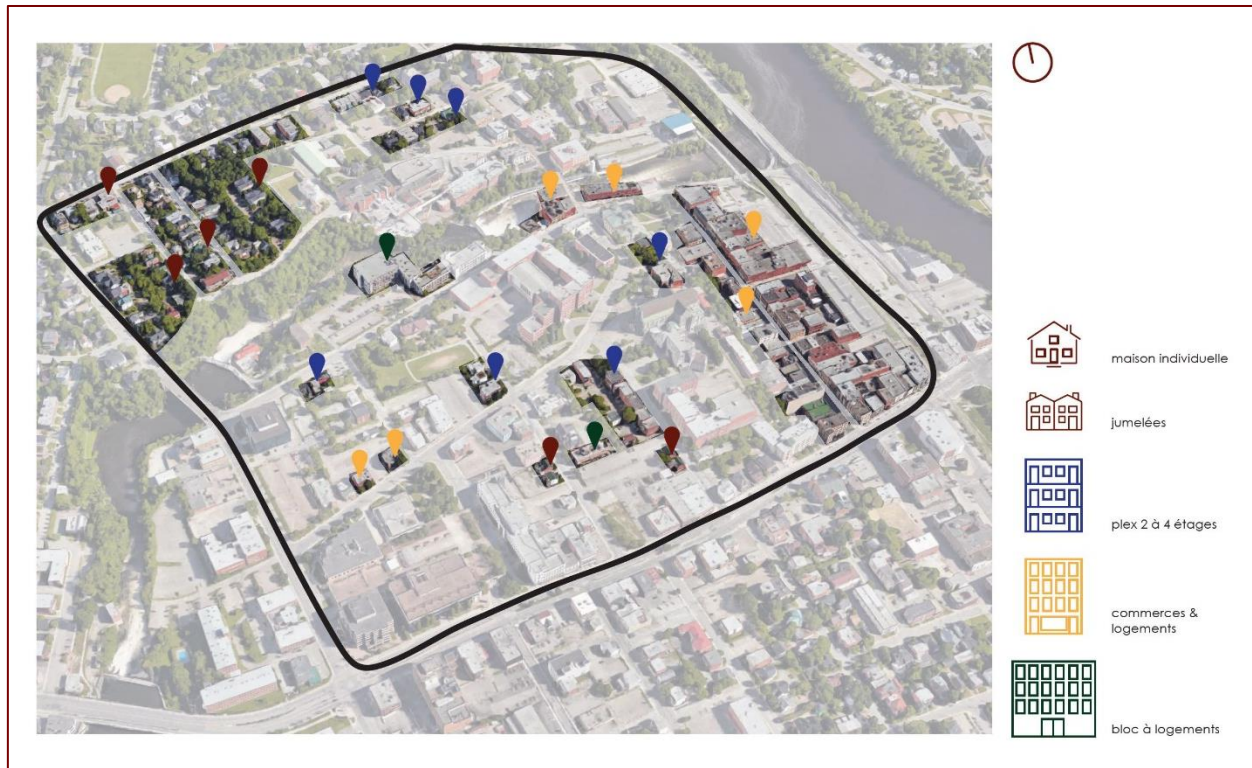 maison individuelle
jumelées
plex 2 à 4 étages
commerces &
logements
bloc à logements